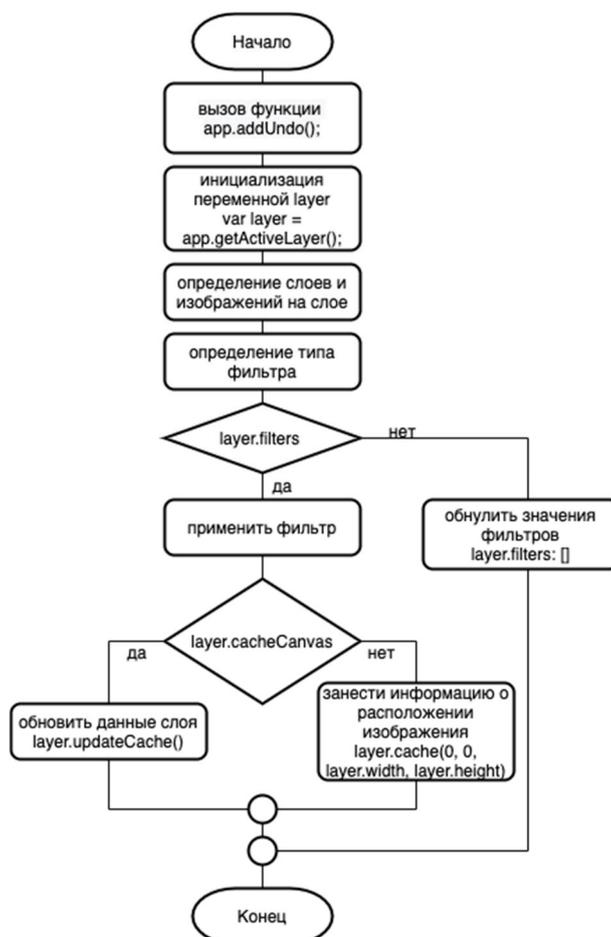 Начало
вызов функции
app.addUndo();
инициализация
переменной layer
var layer =
app.getActiveLayer();
определение слоев и
изображений на слое
определение типа
фильтра
layer.filters
нет
да
применить фильтр
обнулить значения
фильтров
layer.filters: []
layer.cacheCanvas
да
нет
обновить данные слоя
layer.updateCache()
занести информацию о
расположении
изображения
layer.cache(0, 0,
layer.width, layer.height)
Конец